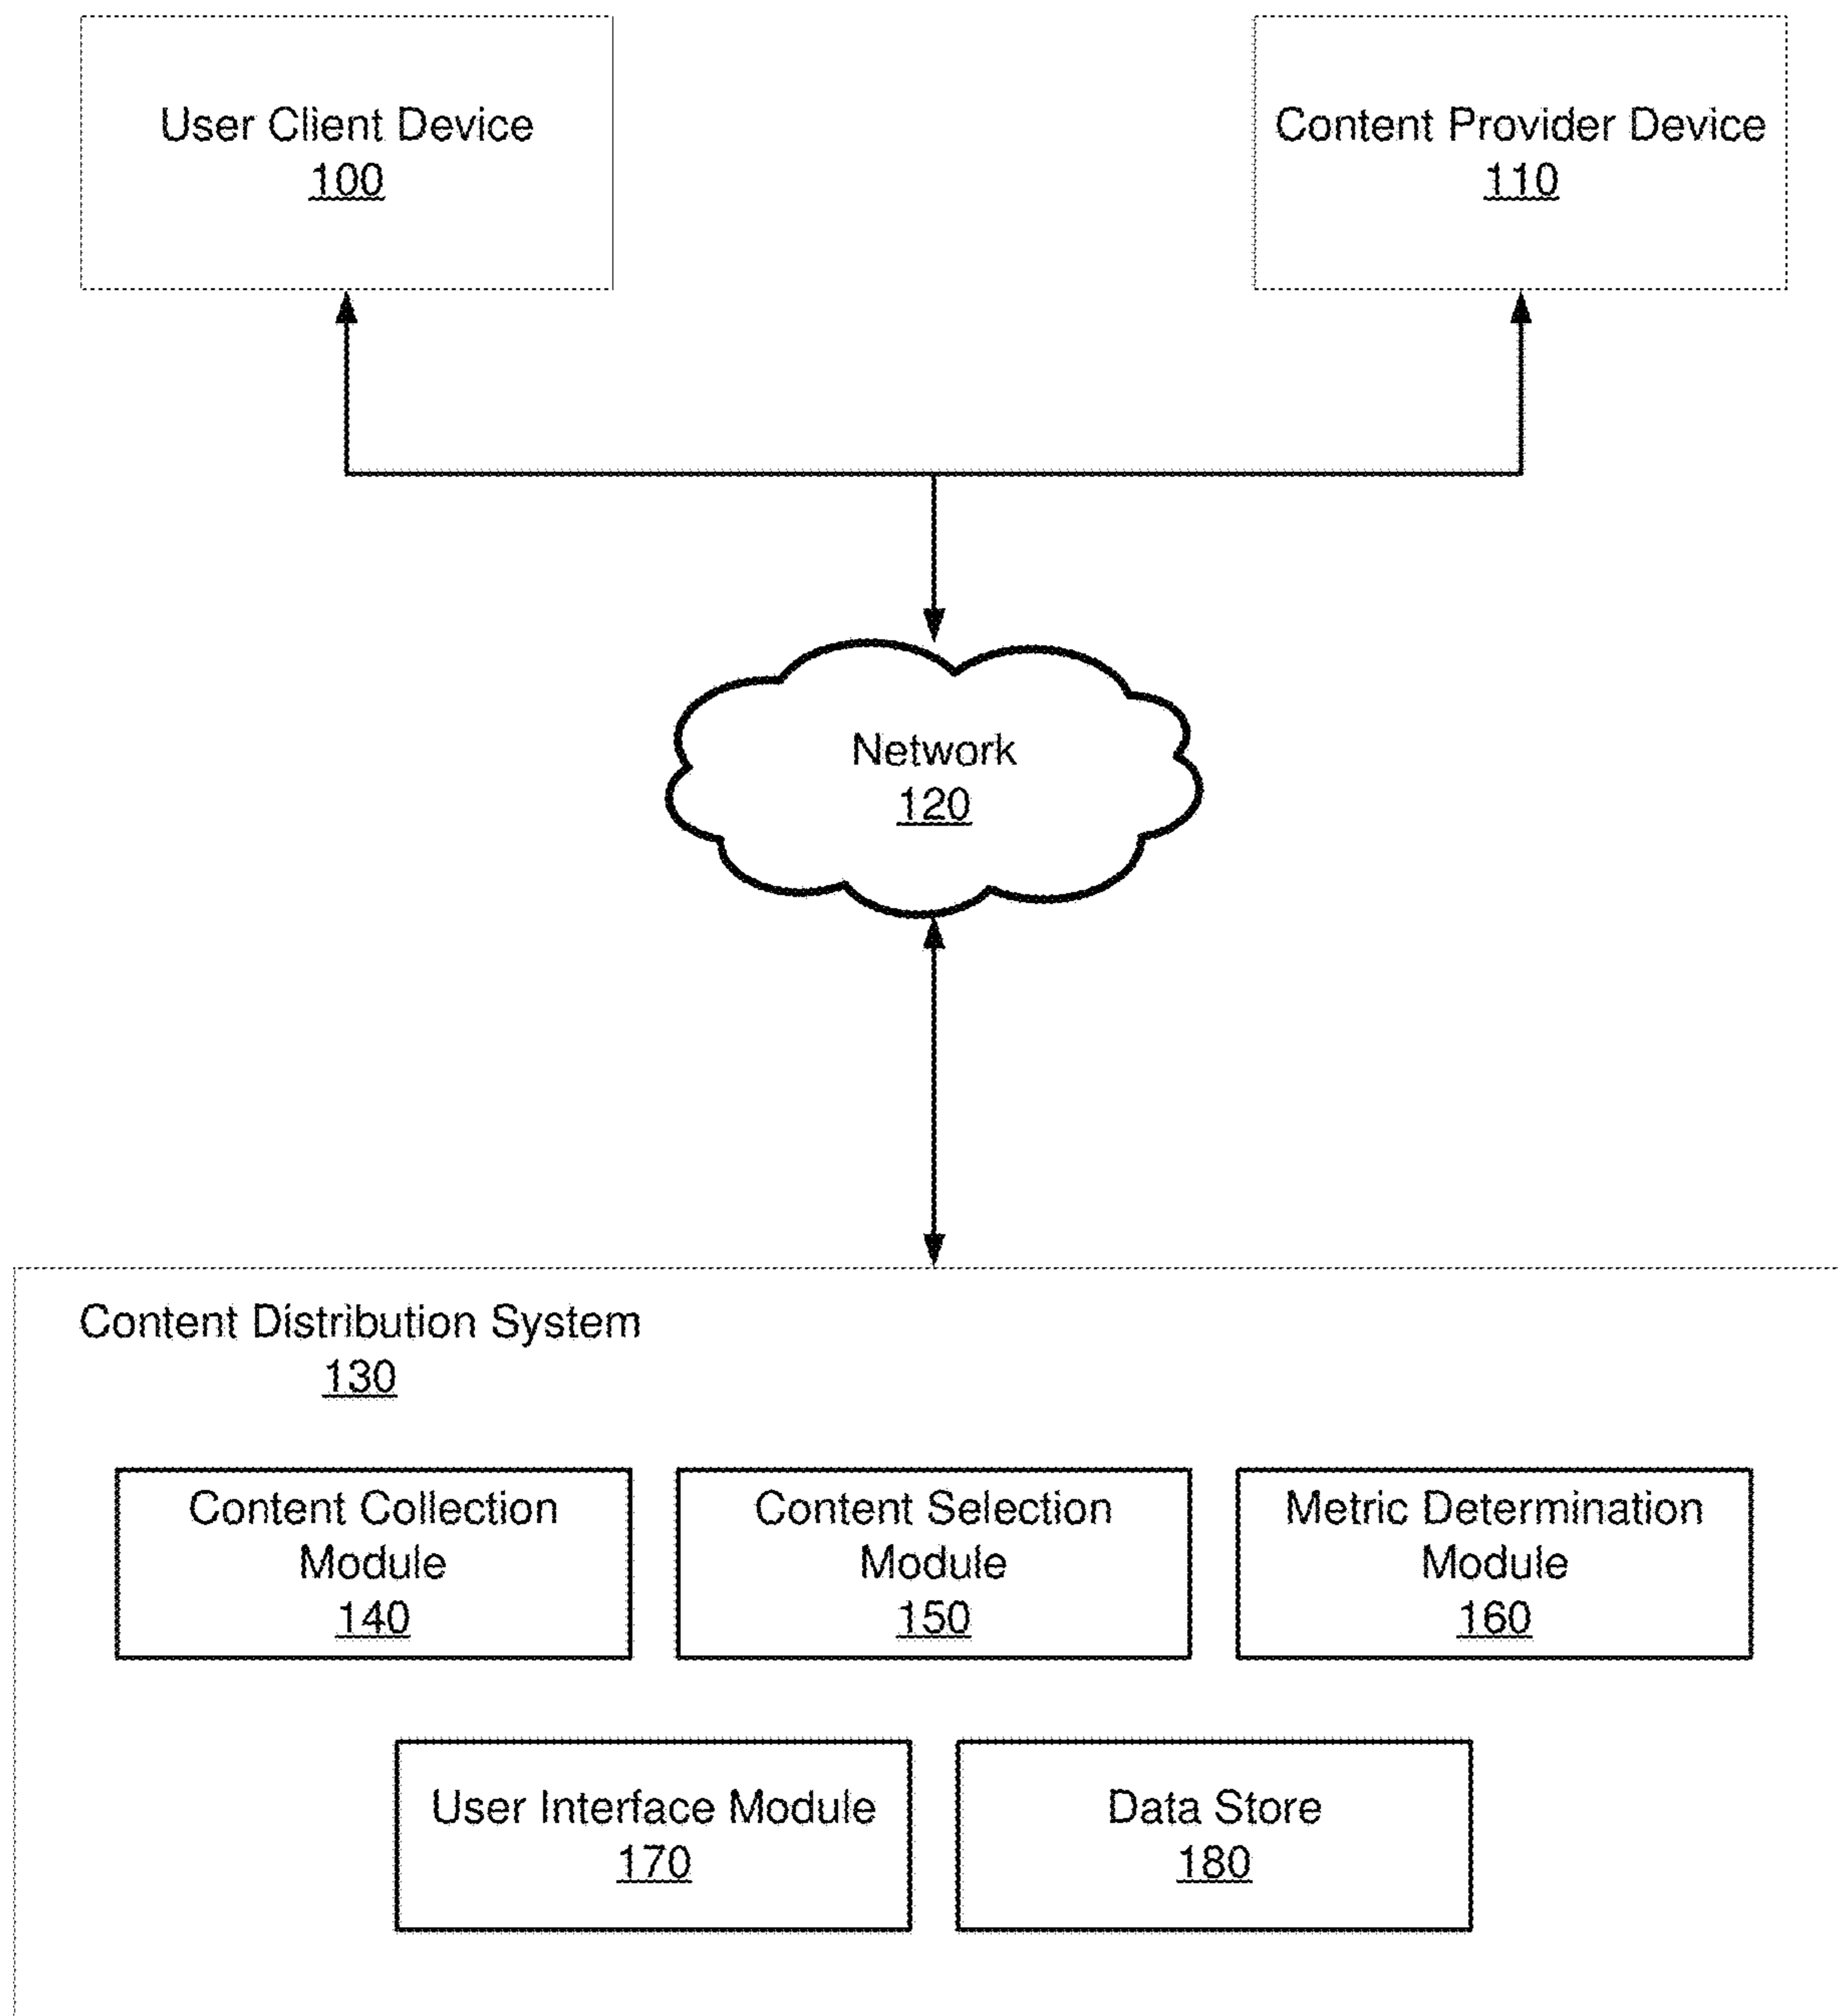 User Client Device
100
Content Provider Device
110
Network
120
Content Distribution System
130
Content Collection
Module
140
Content Selection
Module
150
Metric Determination
Module
160
User Interface Module
170
Data Store
180